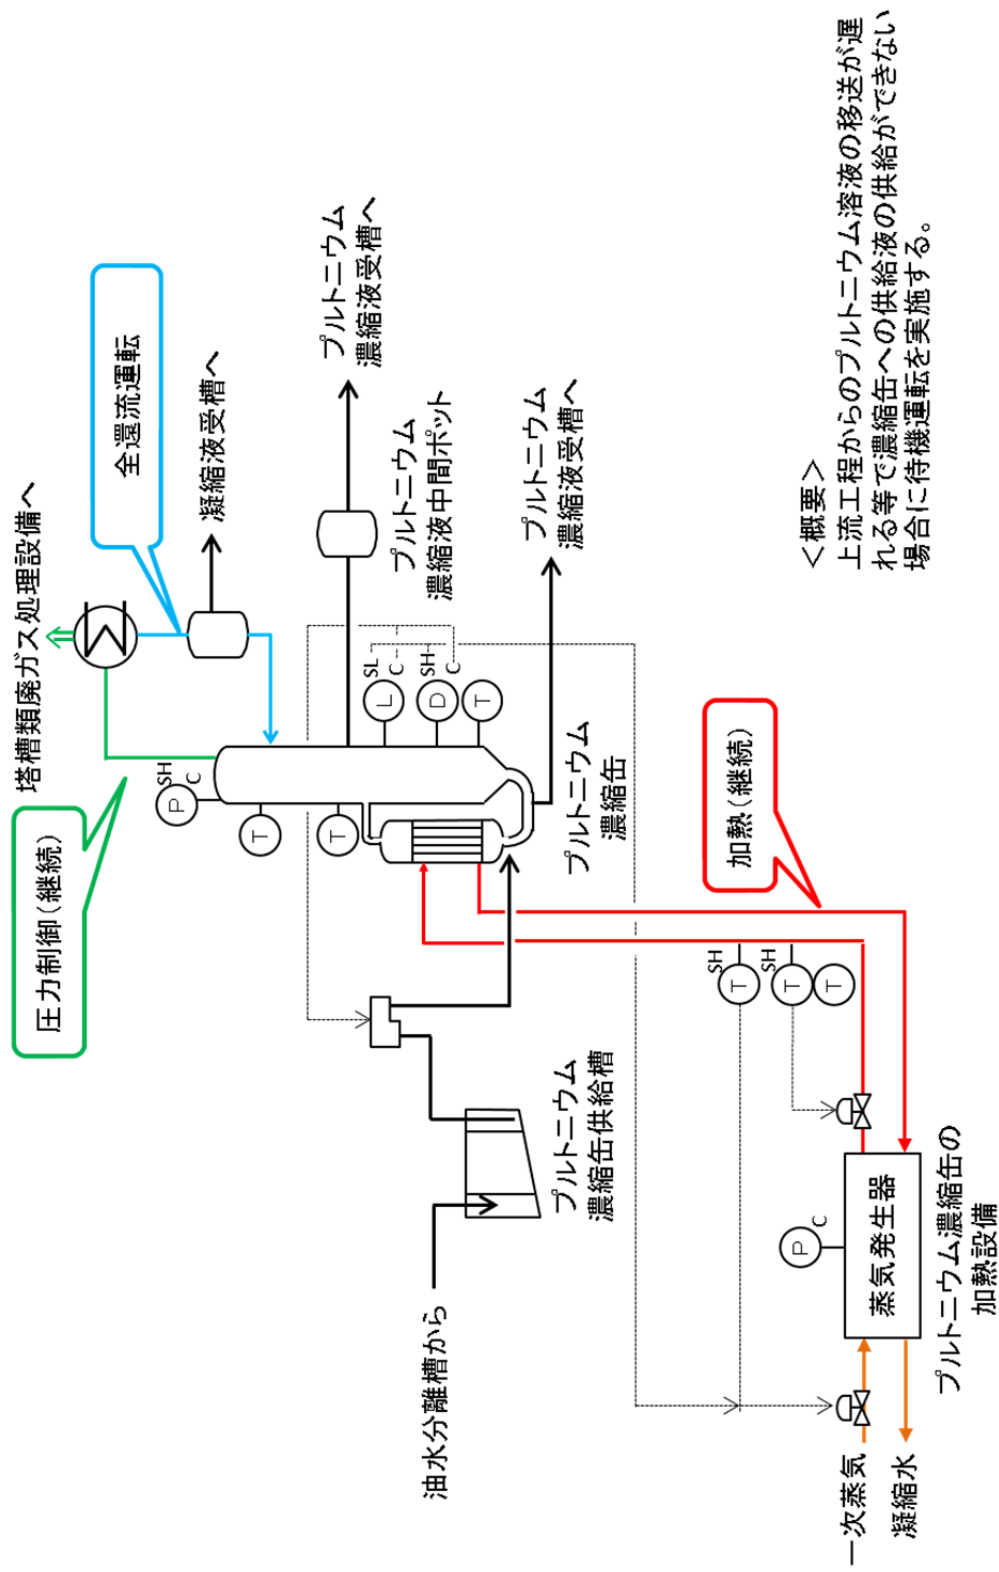 塔槽類廃ガス処理設備へ
圧力制御（継続）
全還流運転
凝縮液受槽へ
P
SH
C
T
T
プルトニウム
濃縮液受槽へ
プルトニウム
濃縮液中間ポット
L
SL
C
D
SH
C
T
プルトニウム
濃縮液受槽へ
プルトニウム
濃縮缶
油水分離槽から
プルトニウム
濃縮缶供給槽
加熱（継続）
T
SH
T
SH
T
P
C
蒸気発生器
一次蒸気
凝縮水
プルトニウム濃縮缶の
加熱設備
＜概要＞
上流工程からのプルトニウム溶液の移送が遅
れる等で濃縮缶への供給液の供給ができない
場合に待機運転を実施する。